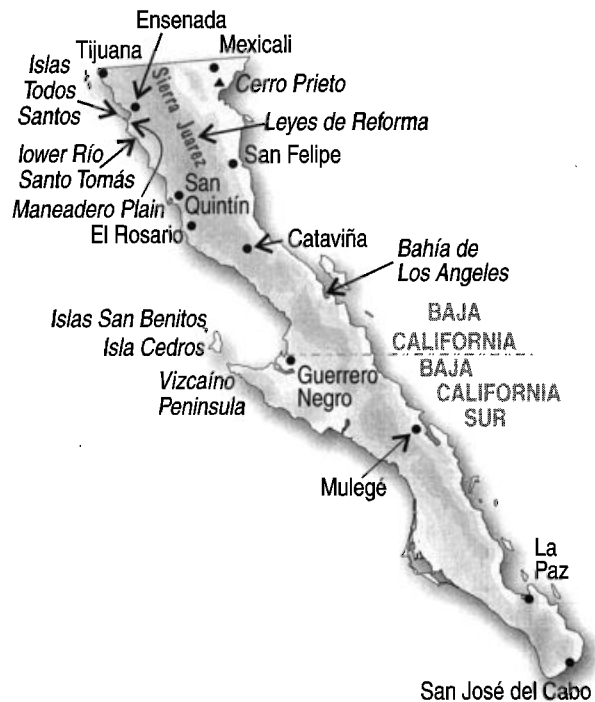 Ensenada
Tijuana
Mexicali
Islas
Todos
Santos
Cerro Prieto
Sierra Juarez
Leyes de Reforma
lower Río
Santo Tomás
San Felipe
Maneadero Plain
San
Quintín
El Rosario
Cataviña
Bahía de
Los Angeles
Islas San Benitos
Isla Cedros
BAJA
CALIFORNIA
BAJA
CALIFORNIA
SUR
Vizcaíno
Peninsula
Guerrero
Negro
Mulegé
La
Paz
San José del Cabo